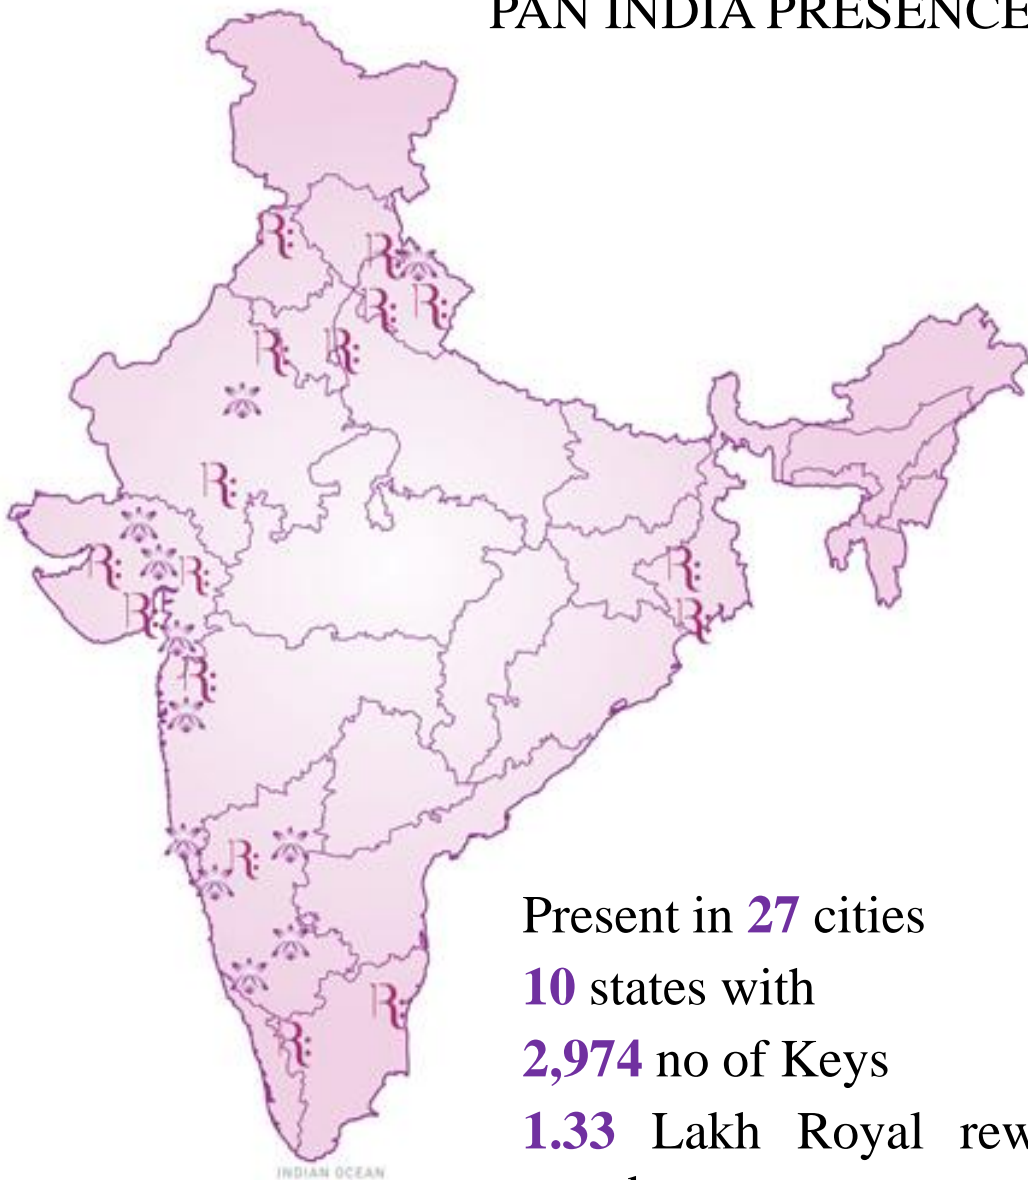 PAN INDIA PRESENCE
Present in 27 cities
10 states with
2,974 no of Keys
1.33 Lakh Royal rew
INDIAN OCEAN